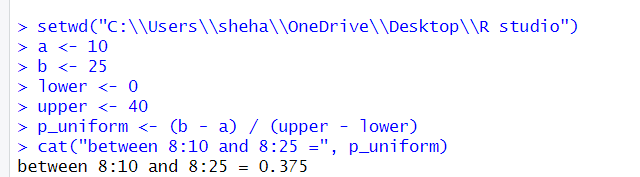 > setwd("C:\\Users\\sheha\\OneDrive\\Desktop\\R studio")
> a <- 10
> b <- 25
> lower <- 0
> upper <- 40
> p_uniform <- (b - a) / (upper - lower)
> cat("between 8:10 and 8:25 =", p_uniform)
between 8:10 and 8:25 = 0.375